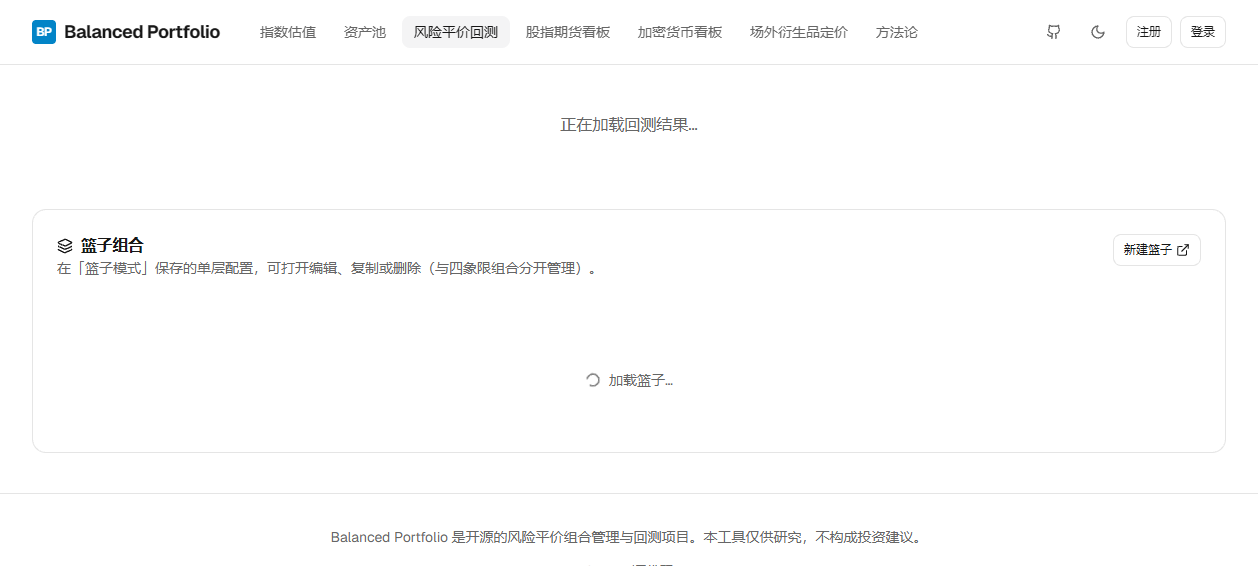 BP Balanced Portfolio 指数估值 资产池 风险平价回测 股指期货看板 加密货币看板 场外衍生品定价 方法论 注册 登录
正在加载回测结果...
篮子组合
新建篮子
在「篮子模式」保存的单层配置，可打开编辑、复制或删除（与四象限组合分开管理）。
加载篮子...
Balanced Portfolio 是开源的风险平价组合管理与回测项目。本工具仅供研究，不构成投资建议。